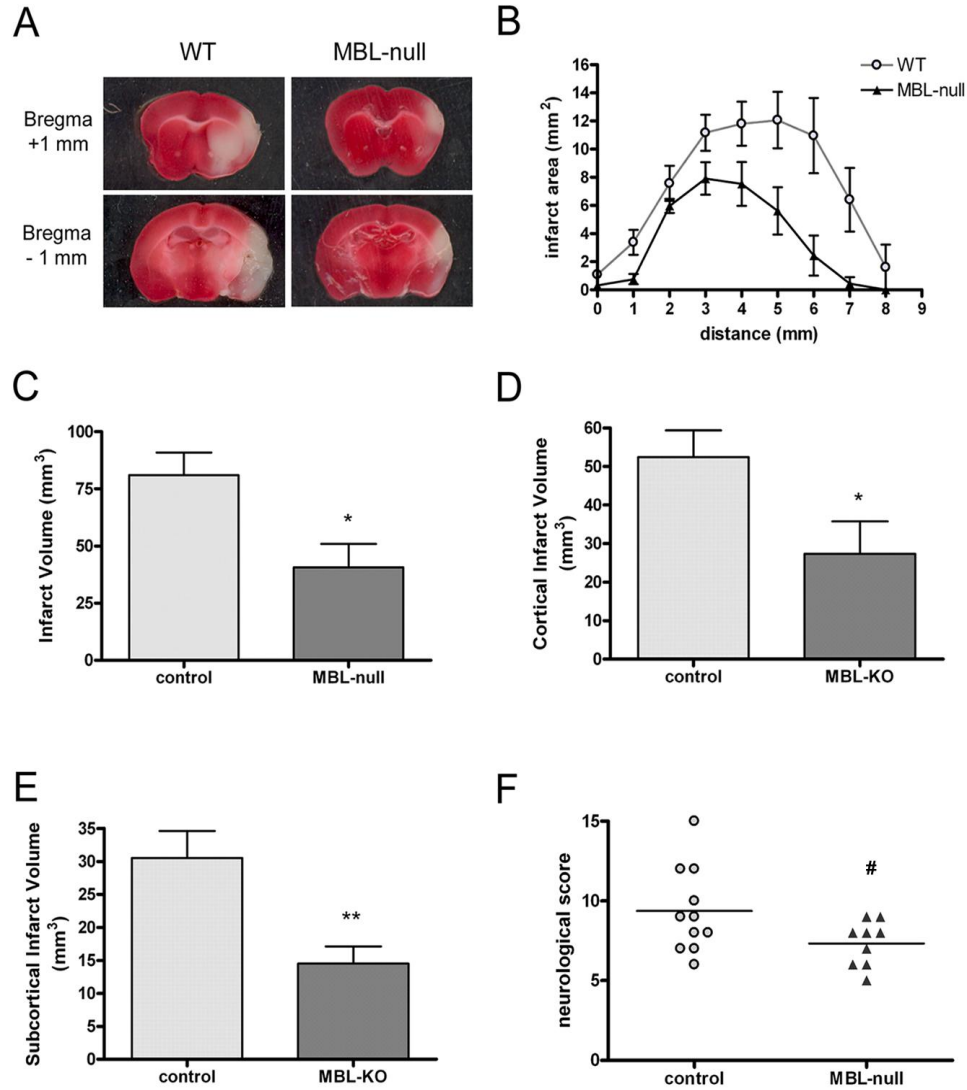 A
WT
MBL-null
Bregma
+1 mm
Bregma
- 1 mm
B
infarct area (mm²)
16
14
12
10
8
6
4
2
0
0 1 2 3 4 5 6 7 8 9
distance (mm)
WT
MBL-null
C
Infarct Volume (mm³)
100
75
50
25
0
*
control MBL-null
D
Cortical Infarct Volume
(mm³)
60
50
40
30
20
10
0
*
control MBL-KO
E
Subcortical Infarct Volume
(mm³)
35
30
25
20
15
10
5
0
**
control MBL-KO
F
neurological score
15
10
5
0
#
control MBL-null